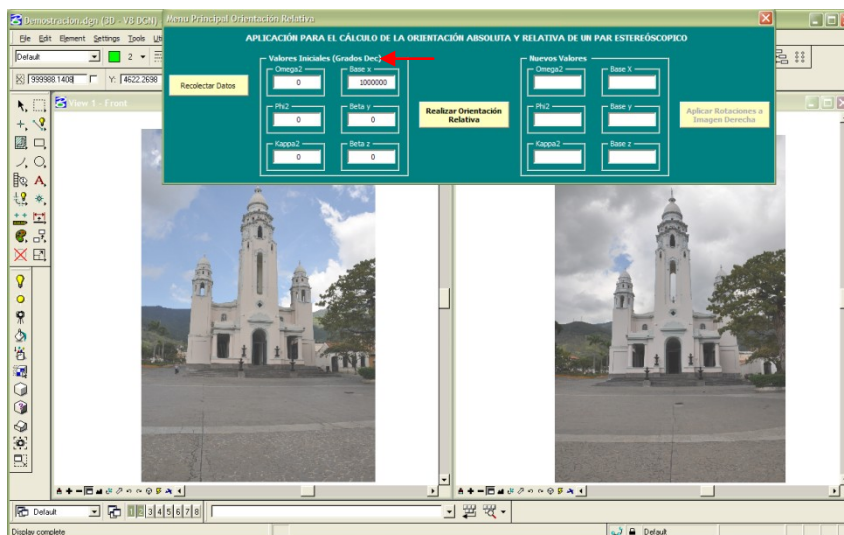 Demostracion.dgn (3D - V8 DGN)
Menu Principal Orientación Relativa
File Edit Element Settings Tools
APLICACIÓN PARA EL CÁLCULO DE LA ORIENTACIÓN ABSOLUTA Y RELATIVA DE UN PAR ESTEREÓSCOPICO
Default
2
Valores Iniciales (Grados Dec)
Nuevos Valores
Omega2
Base x
Omega2
Base X
999988.1408
Y:
4622.2698
Recolectar Datos
0
1000000
View 1 - Front
Phi2
Beta y
Realizar Orientación
Relativa
Phi2
Base y
Aplicar Rotaciones a
Imagen Derecha
0
0
Kappa2
Beta z
Kappa2
Base z
0
0
Default
1 2 3 4 5 6 7 8
Display complete
Default